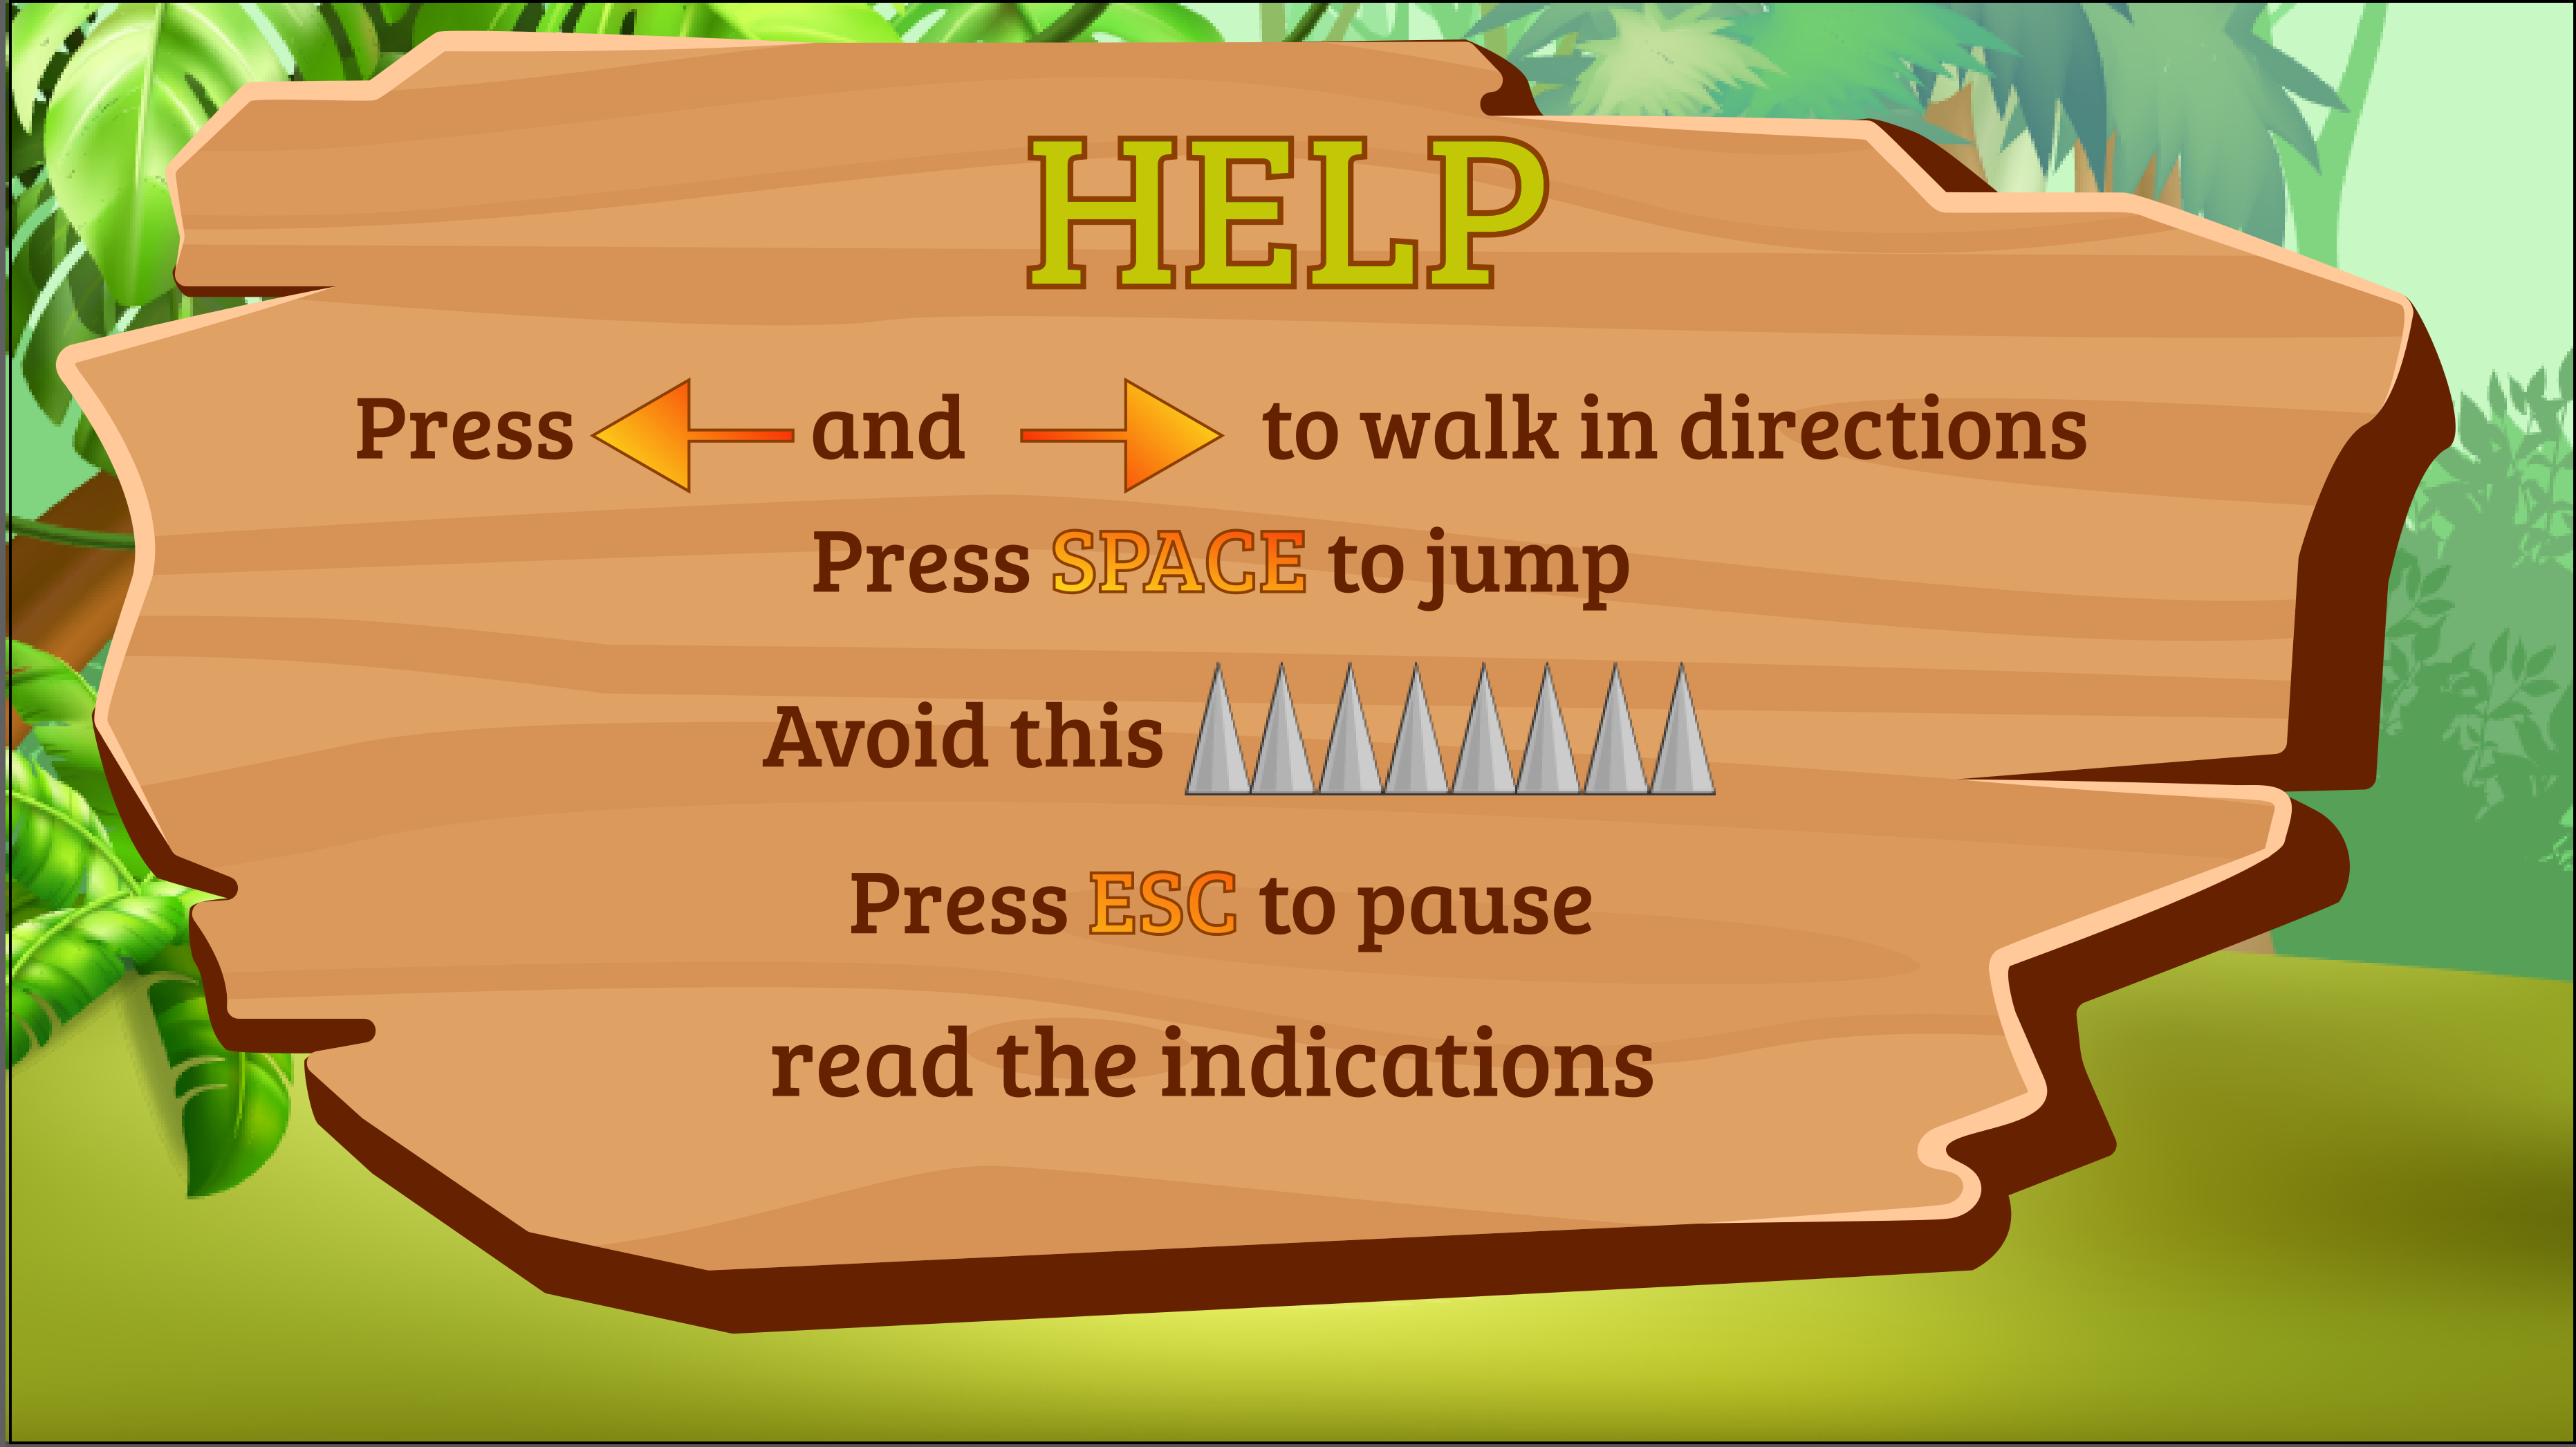 HELP
Press and to walk in directions
Press SPACE to jump
Avoid this
Press ESC to pause
read the indications